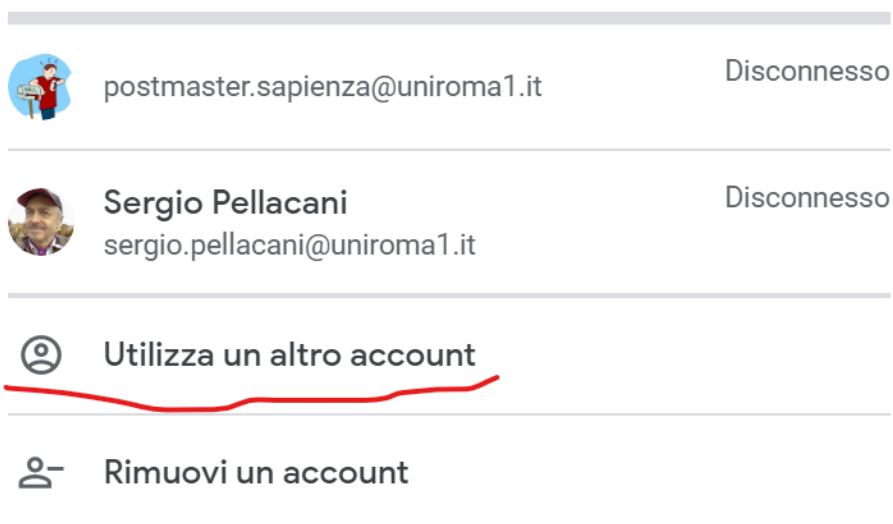 postmaster.sapienza@uniroma1.it
Disconnesso
Sergio Pellacani
Disconnesso
sergio.pellacani@uniroma1.it
Utilizza un altro account
Rimuovi un account